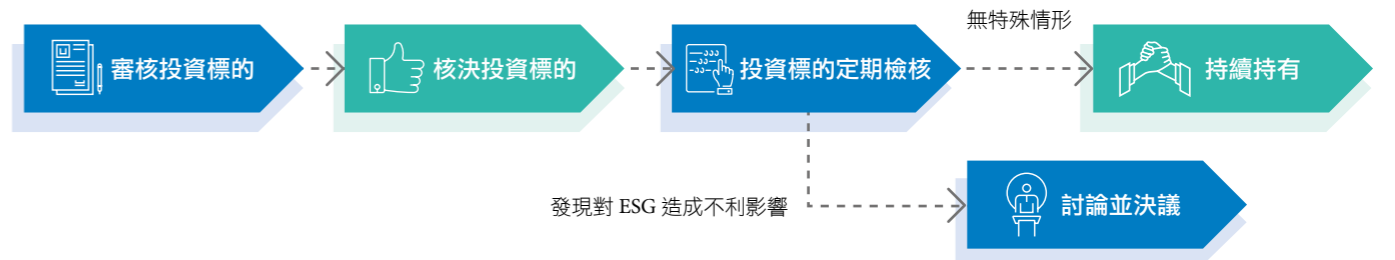 無特殊情形
審核投資標的
核決投資標的
投資標的定期檢核
持續持有
發現對 ESG 造成不利影響
討論並決議